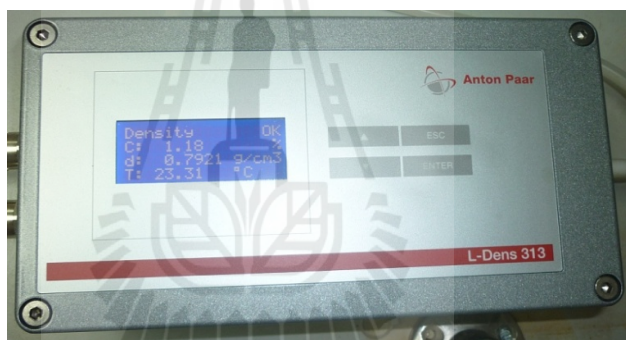 Anton Paar
Density OK
C: 1.18 %
d: 0.7921 g/cm3
T: 23.31 °C
ESC
ENTER
L-Dens 313